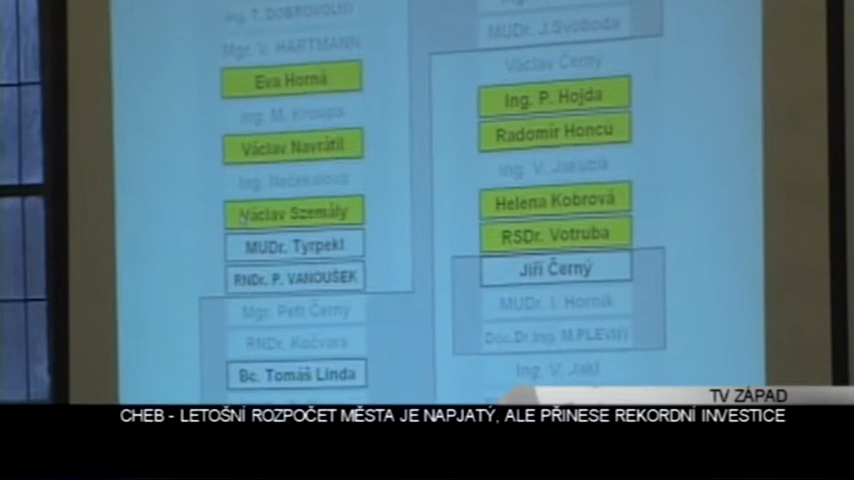 Ing. T. DOBROVOLNÝ
Mgr. V. HARTMANN
Eva Horná
Ing. M. Kroupa
Václav Navrátil
Ing. Nečekalová
Václav Szemály
MUDr. Tyrpekl
RNDr. P. VANOUŠEK
Mgr. Petr Černý
RNDr. Kočvara
Bc. Tomáš Linda
MUDr. J.Svoboda
Václav Černý
Ing. P. Hojda
Radomír Honcu
Ing. V. Jakubík
Helena Kobrová
RSDr. Votruba
Jiří Černý
MUDr. I. Horník
Doc.Dr.Ing. M.PLEVNÝ
Ing. V. Jakl
TV ZÁPAD
CHEB - LETOŠNÍ ROZPOČET MĚSTA JE NAPJATÝ, ALE PŘINESE REKORDNÍ INVESTICE